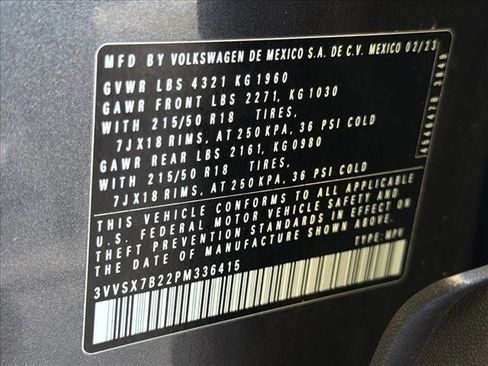 MFD BY VOLKSWAGEN DE MEXICO S.A. DE C.V. MEXICO 02/23
GVWR LBS 4321 KG 1960
GAWR FRONT LBS 2271, KG 1030
WITH 215/50 R18 TIRES,
7JX18 RIMS, AT 250 KPA, 36 PSI COLD
GAWR REAR LBS 2161, KG0980
WITH 215/50 R18 TIRES,
7JX18 RIMS, AT 250 KPA, 36 PSI COLD
THIS VEHICLE CONFORMS TO ALL APPLICABLE
U.S. FEDERAL MOTOR VEHICLE SAFETY AND
THEFT PREVENTION STANDARDS IN EFFECT ON
THE DATE OF MANUFACTURE SHOWN ABOVE
TYPE: MPV
3VVSX7B22PM336415